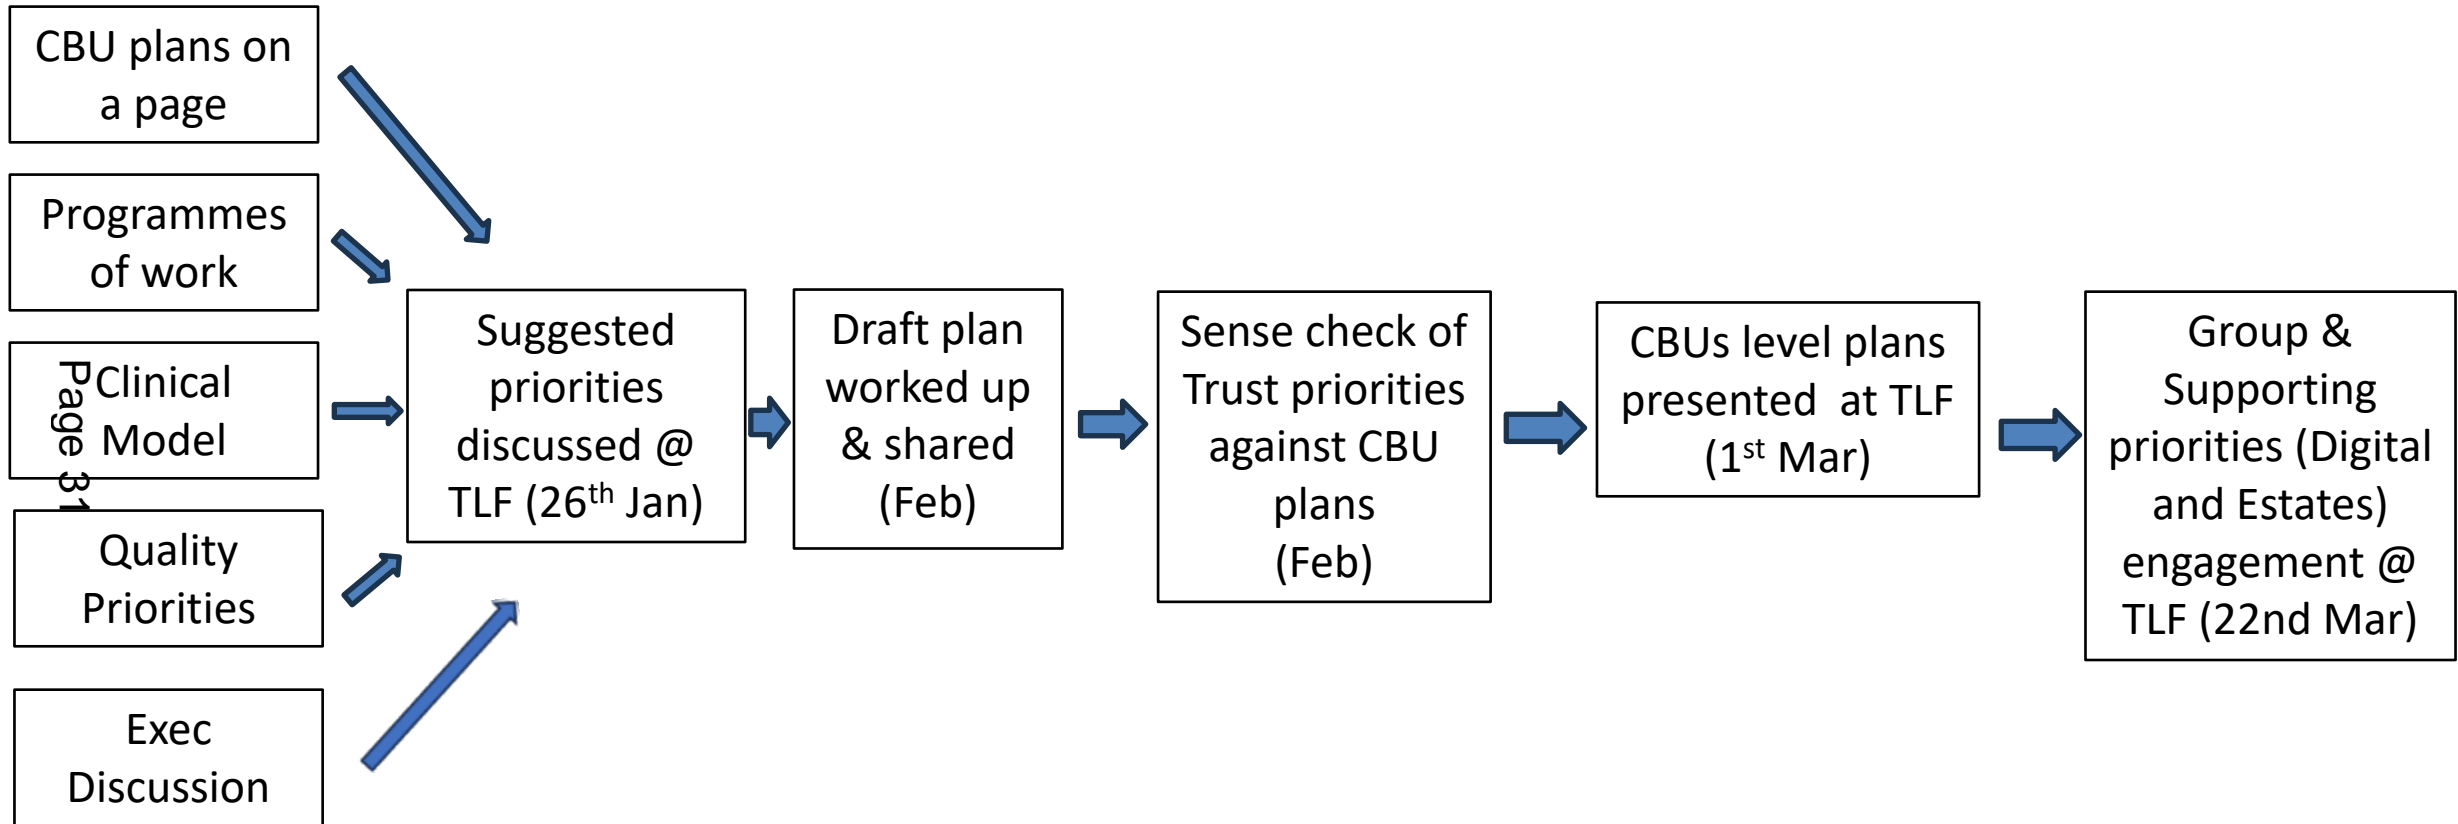 CBU plans on
a page
Programmes
of work
Clinical
Model
Page 31
Quality
Priorities
Exec
Discussion
Suggested
priorities
discussed @
TLF (26th Jan)
Draft plan
worked up
& shared
(Feb)
Sense check of
Trust priorities
against CBU
plans
(Feb)
CBUs level plans
presented at TLF
(1st Mar)
Group &
Supporting
priorities (Digital
and Estates)
engagement @
TLF (22nd Mar)